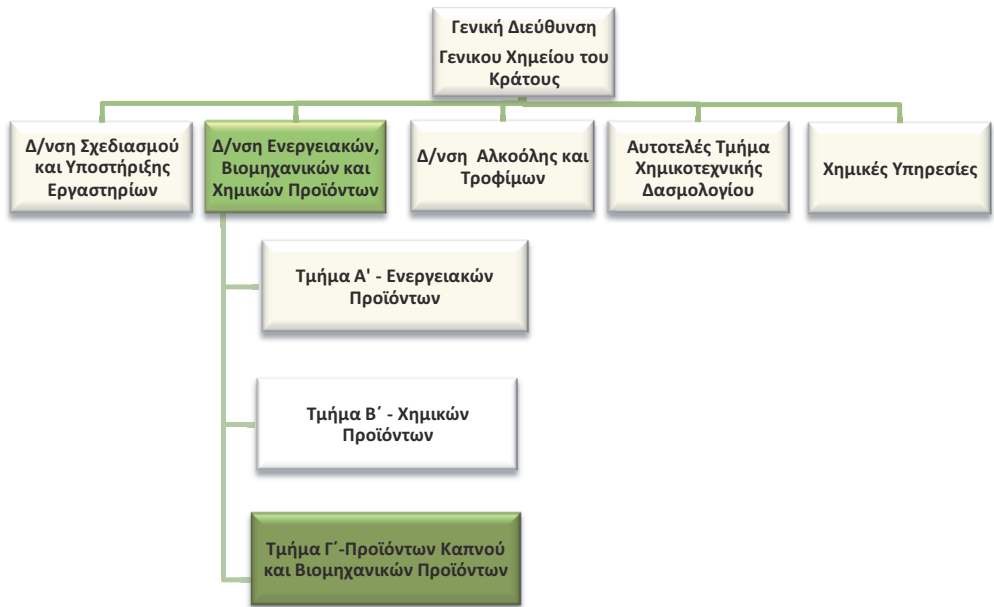 Γενική Διεύθυνση
Γενικου Χημείου του
Κράτους
Δ/νση Σχεδιασμού
και Υποστήριξης
Εργαστηρίων
Δ/νση Ενεργειακών,
Βιομηχανικών και
Χημικών Προϊόντων
Δ/νση Αλκοόλης και
Τροφίμων
Αυτοτελές Τμήμα
Χημικοτεχνικής
Δασμολογίου
Χημικές Υπηρεσίες
Τμήμα Α' - Ενεργειακών
Προϊόντων
Τμήμα Β΄ - Χημικών
Προϊόντων
Τμήμα Γ΄-Προϊόντων Καπνού
και Βιομηχανικών Προϊόντων